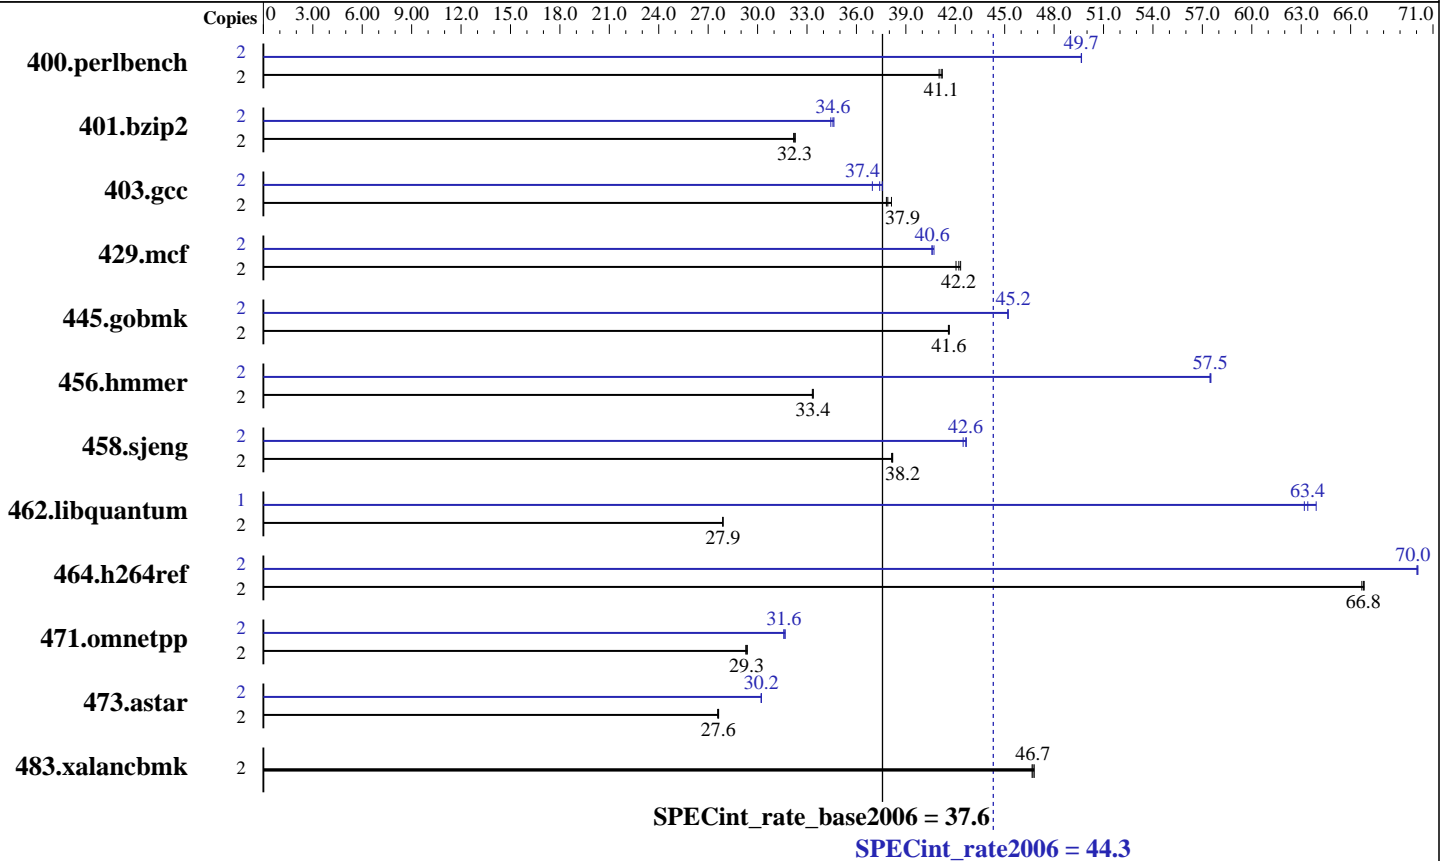 Copies 0 3.00 6.00 9.00 12.0 15.0 18.0 21.0 24.0 27.0 30.0 33.0 36.0 39.0 42.0 45.0 48.0 51.0 54.0 57.0 60.0 63.0 66.0 71.0
400.perlbench 2 49.7
2 41.1
401.bzip2 2 34.6
2 32.3
403.gcc 2 37.4
2 37.9
429.mcf 2 40.6
2 42.2
445.gobmk 2 45.2
2 41.6
456.hmmer 2 57.5
2 33.4
458.sjeng 2 42.6
2 38.2
462.libquantum 1 63.4
2 27.9
464.h264ref 2 70.0
2 66.8
471.omnetpp 2 31.6
2 29.3
473.astar 2 30.2
2 27.6
483.xalancbmk 2 46.7
SPECint_rate_base2006 = 37.6
SPECint_rate2006 = 44.3